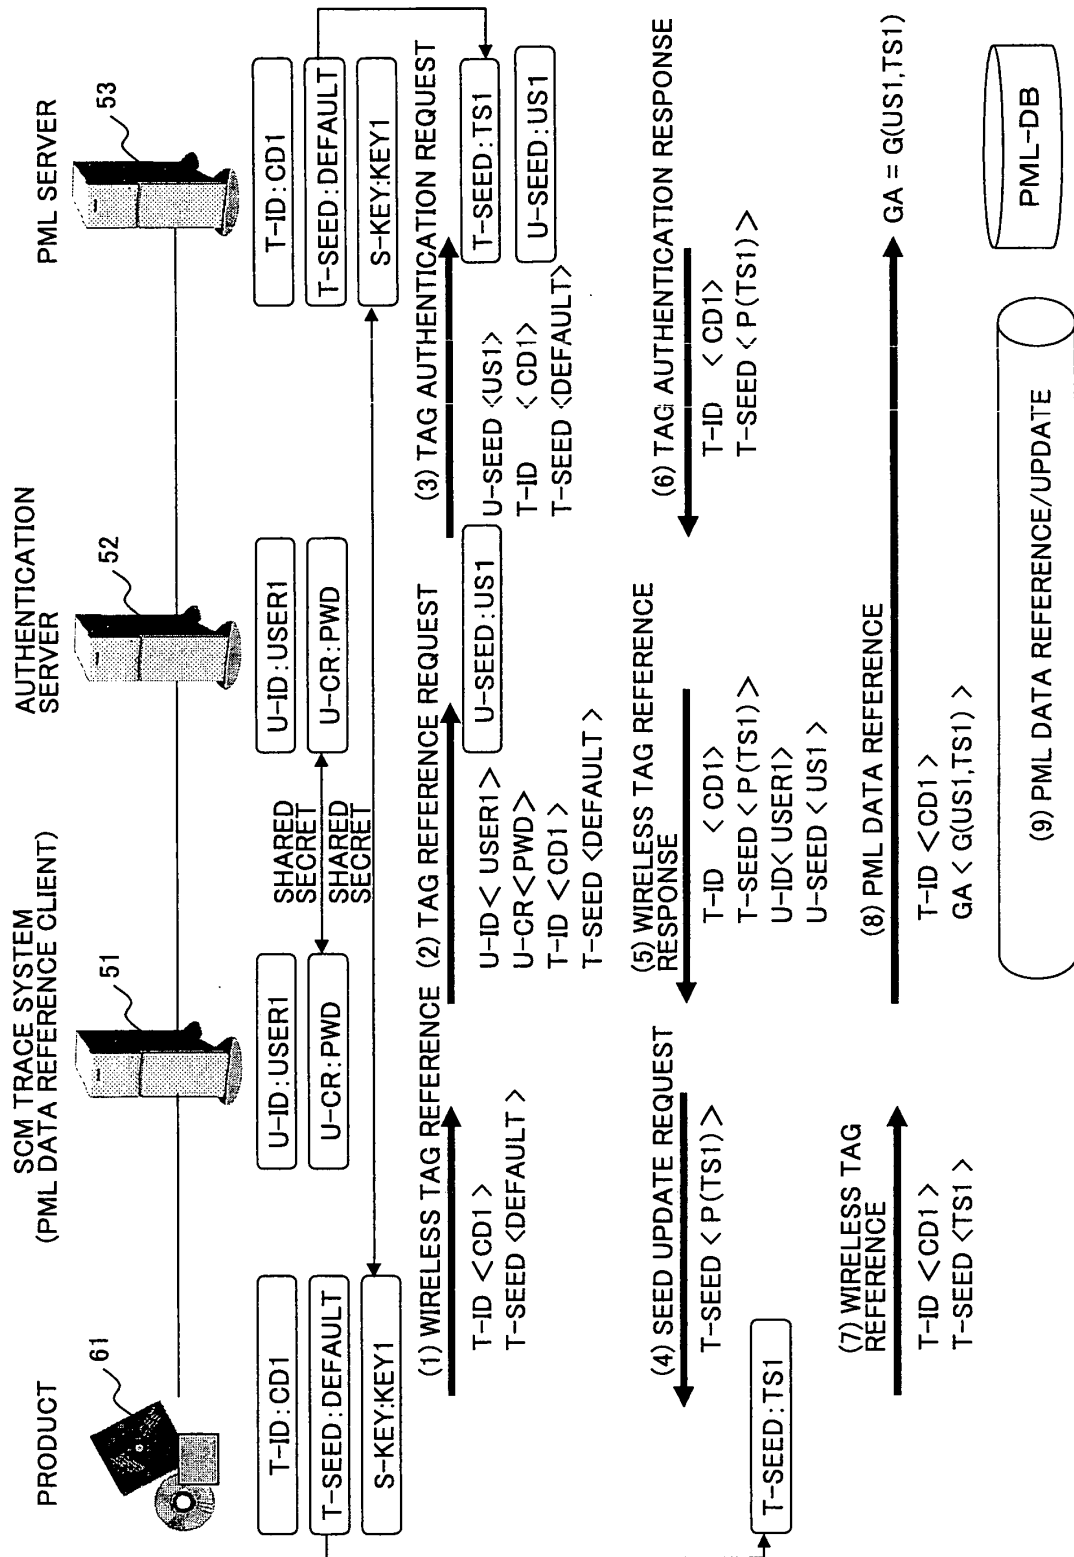 PRODUCT
61
SCM TRACE SYSTEM
(PML DATA REFERENCE CLIENT)
51
AUTHENTICATION
SERVER
52
PML SERVER
53
T-ID:CD1
T-SEED:DEFAULT
S-KEY:KEY1
U-ID:USER1
U-CR:PWD
SHARED
SECRET
SHARED
SECRET
U-ID:USER1
U-CR:PWD
T-ID:CD1
T-SEED:DEFAULT
S-KEY:KEY1
(1) WIRELESS TAG REFERENCE
T-ID <CD1>
T-SEED <DEFAULT>
(2) TAG REFERENCE REQUEST
U-ID< USER1>
U-CR<PWD>
T-ID <CD1>
T-SEED <DEFAULT>
U-SEED:US1
(3) TAG AUTHENTICATION REQUEST
U-SEED <US1>
T-ID <CD1>
T-SEED <DEFAULT>
T-SEED:TS1
U-SEED:US1
(4) SEED UPDATE REQUEST
T-SEED < P(TS1)>
T-SEED:TS1
(5) WIRELESS TAG REFERENCE
RESPONSE
T-ID <CD1>
T-SEED < P(TS1)>
U-ID< USER1>
U-SEED < US1 >
(6) TAG AUTHENTICATION RESPONSE
T-ID <CD1>
T-SEED < P(TS1) >
(7) WIRELESS TAG
REFERENCE
T-ID <CD1>
T-SEED <TS1>
(8) PML DATA REFERENCE
T-ID <CD1>
GA < G(US1,TS1) >
GA = G(US1,TS1)
(9) PML DATA REFERENCE/UPDATE
PML-DB